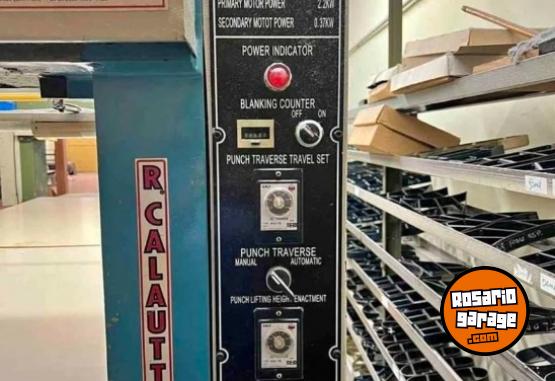 PRIMARY MOTOR POWER 2.2KW
SECONDARY MOTOT POWER 0.37KW
POWER INDICATOR
BLANKING COUNTER
OFF ON
PUNCH TRAVERSE TRAVEL SET
PUNCH TRAVERSE
MANUAL AUTOMATIC
PUNCH LIFTING HEIGHT ENACTMENT
R. CALAUTT
ROSARIO
garage
.com